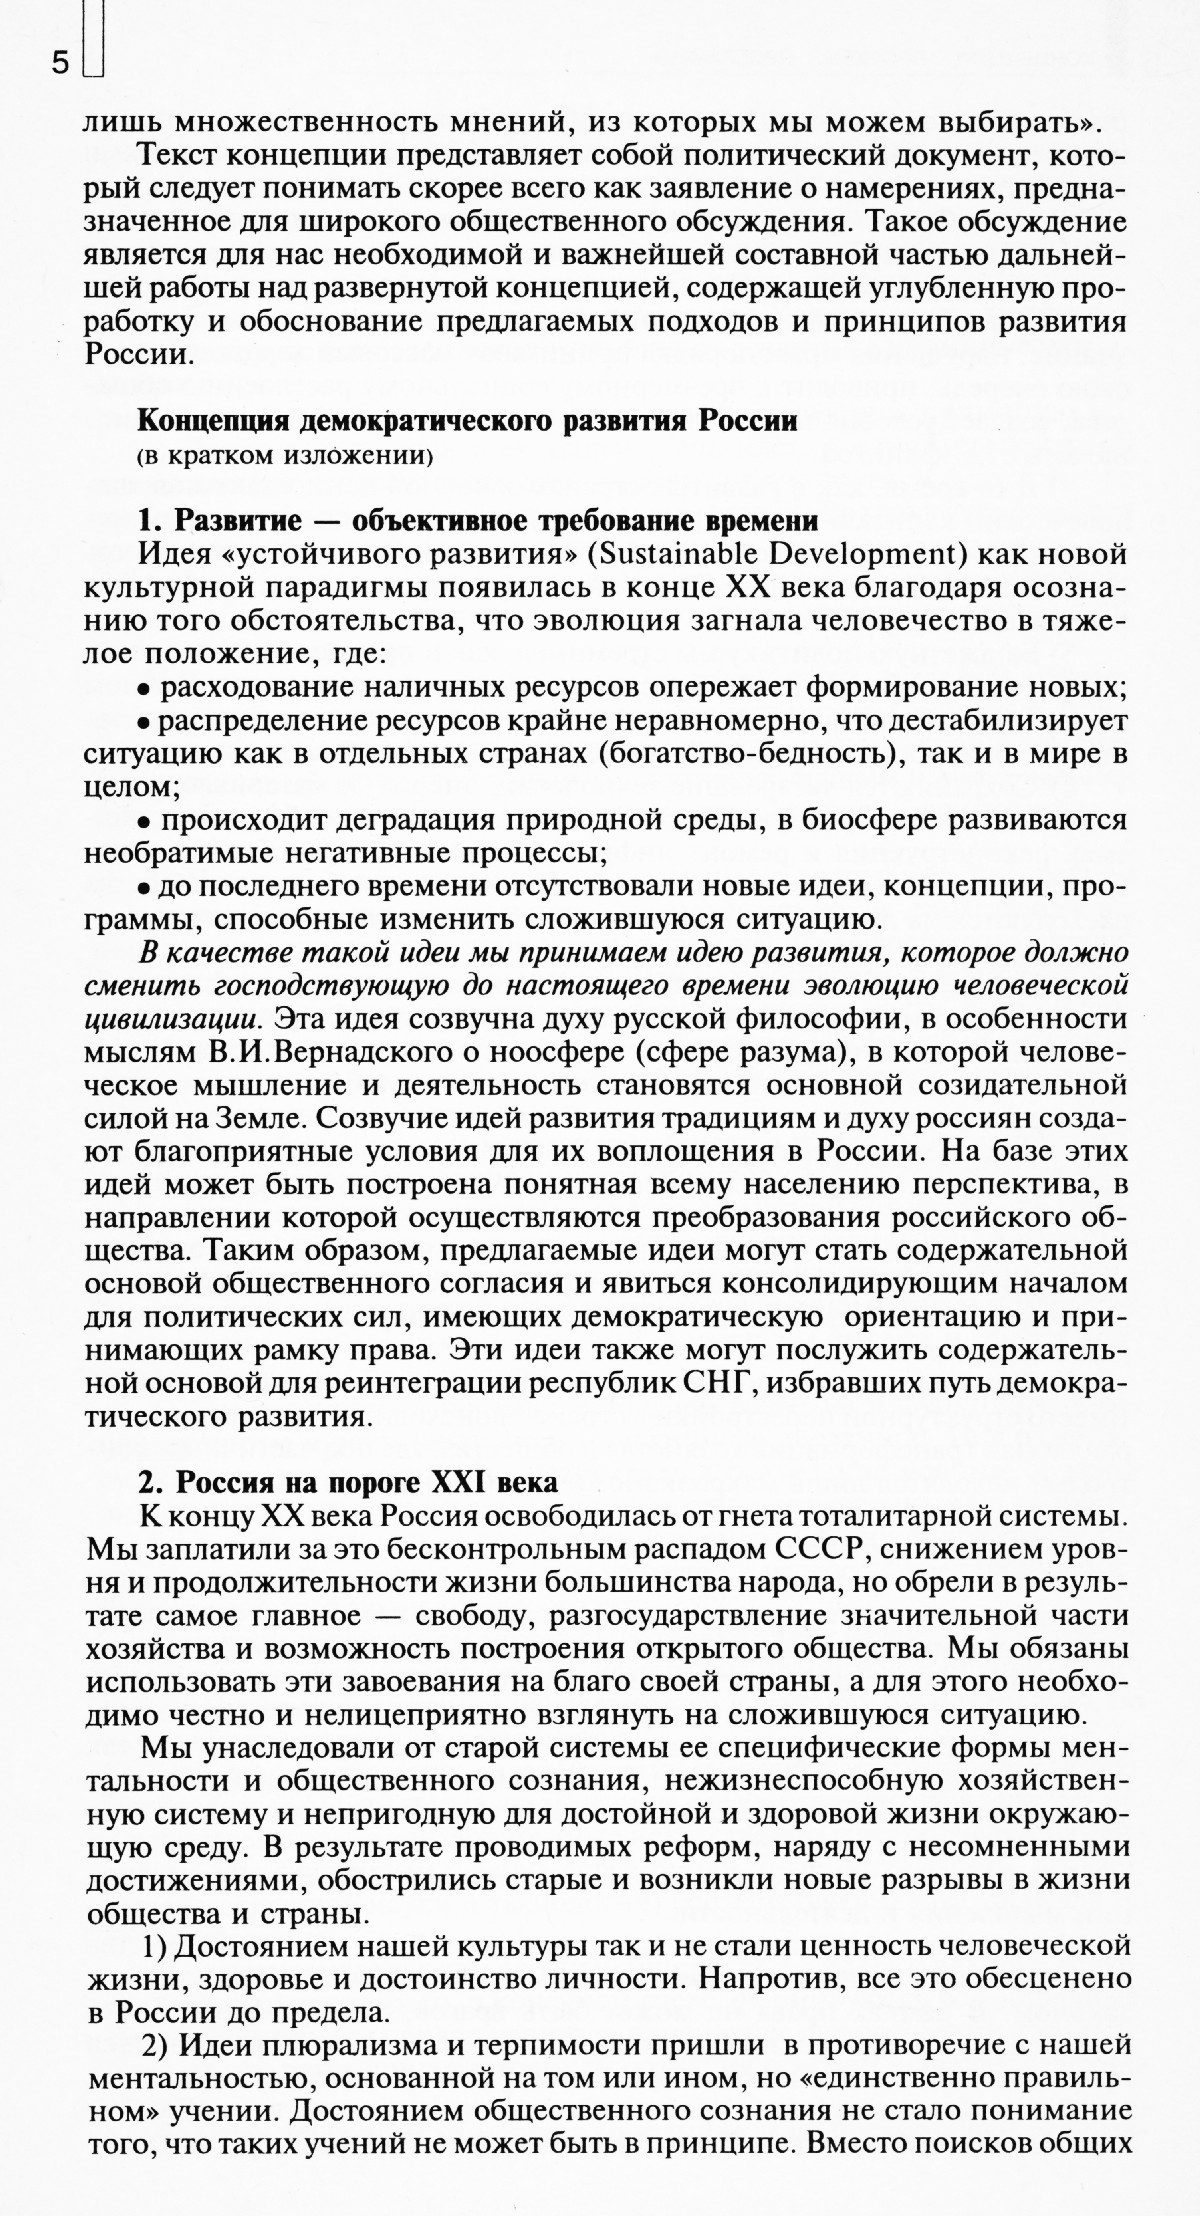 5
лишь множественность мнений, из которых мы можем выбирать».
Текст концепции представляет собой политический документ, кото-
рый следует понимать скорее всего как заявление о намерениях, предна-
значенное для широкого общественного обсуждения. Такое обсуждение
является для нас необходимой и важнейшей составной частью дальней-
шей работы над развернутой концепцией, содержащей углубленную про-
работку и обоснование предлагаемых подходов и принципов развития
России.
Концепция демократического развития России
(в кратком изложении)
1. Развитие — объективное требование времени
Идея «устойчивого развития» (Sustainable Development) как новой
культурной парадигмы появилась в конце XX века благодаря осозна-
нию того обстоятельства, что эволюция загнала человечество в тяже-
лое положение, где:
• расходование наличных ресурсов опережает формирование новых;
• распределение ресурсов крайне неравномерно, что дестабилизирует
ситуацию как в отдельных странах (богатство-бедность), так и в мире в
целом;
• происходит деградация природной среды, в биосфере развиваются
необратимые негативные процессы;
• до последнего времени отсутствовали новые идеи, концепции, про-
граммы, способные изменить сложившуюся ситуацию.
В качестве такой идеи мы принимаем идею развития, которое должно
сменить господствующую до настоящего времени эволюцию человеческой
цивилизации. Эта идея созвучна духу русской философии, в особенности
мыслям В.И.Вернадского о ноосфере (сфере разума), в которой челове-
ческое мышление и деятельность становятся основной созидательной
силой на Земле. Созвучие идей развития традициям и духу россиян созда-
ют благоприятные условия для их воплощения в России. На базе этих
идей может быть построена понятная всему населению перспектива, в
направлении которой осуществляются преобразования российского об-
щества. Таким образом, предлагаемые идеи могут стать содержательной
основой общественного согласия и явиться консолидирующим началом
для политических сил, имеющих демократическую ориентацию и при-
нимающих рамку права. Эти идеи также могут послужить содержатель-
ной основой для реинтеграции республик СНГ, избравших путь демокра-
тического развития.
2. Россия на пороге XXI века
К концу XX века Россия освободилась от гнета тоталитарной системы.
Мы заплатили за это бесконтрольным распадом СССР, снижением уров-
ня и продолжительности жизни большинства народа, но обрели в резуль-
тате самое главное — свободу, разгосударствление значительной части
хозяйства и возможность построения открытого общества. Мы обязаны
использовать эти завоевания на благо своей страны, а для этого необхо-
димо честно и нелицеприятно взглянуть на сложившуюся ситуацию.
Мы унаследовали от старой системы ее специфические формы мен-
тальности и общественного сознания, нежизнеспособную хозяйствен-
ную систему и непригодную для достойной и здоровой жизни окружаю-
щую среду. В результате проводимых реформ, наряду с несомненными
достижениями, обострились старые и возникли новые разрывы в жизни
общества и страны.
1) Достоянием нашей культуры так и не стали ценность человеческой
жизни, здоровье и достоинство личности. Напротив, все это обесценено
в России до предела.
2) Идеи плюрализма и терпимости пришли в противоречие с нашей
ментальностью, основанной на том или ином, но «единственно правиль-
ном» учении. Достоянием общественного сознания не стало понимание
того, что таких учений не может быть в принципе. Вместо поисков общих